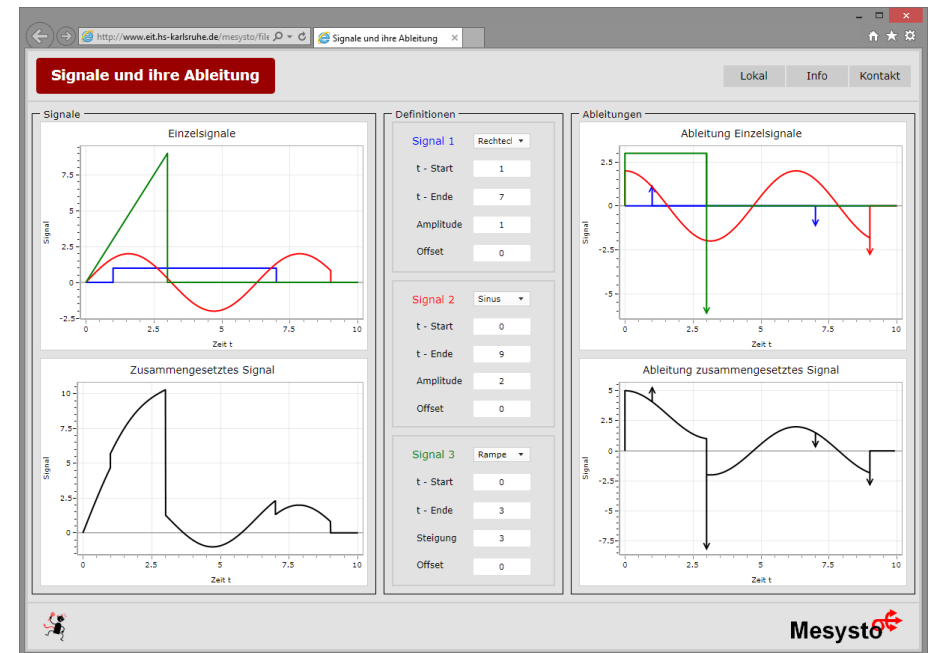 http://www.eit.hs-karlsruhe.de/mesysto/file
Signale und ihre Ableitung
Signale und ihre Ableitung
Lokal Info Kontakt
Signale
Einzelsignale
7.5
5
2.5
0
-2.5
0 2.5 5 7.5 10
Signal
Zeit t
Zusammengesetztes Signal
10
7.5
5
2.5
0
0 2.5 5 7.5 10
Signal
Zeit t
Definitionen
Signal 1 Rechteck
t - Start 1
t - Ende 7
Amplitude 1
Offset 0
Signal 2 Sinus
t - Start 0
t - Ende 9
Amplitude 2
Offset 0
Signal 3 Rampe
t - Start 0
t - Ende 3
Steigung 3
Offset 0
Ableitungen
Ableitung Einzelsignale
2.5
0
-2.5
-5
0 2.5 5 7.5 10
Signal
Zeit t
Ableitung zusammengesetztes Signal
5
2.5
0
-2.5
-5
-7.5
0 2.5 5 7.5 10
Signal
Zeit t
Mesysto